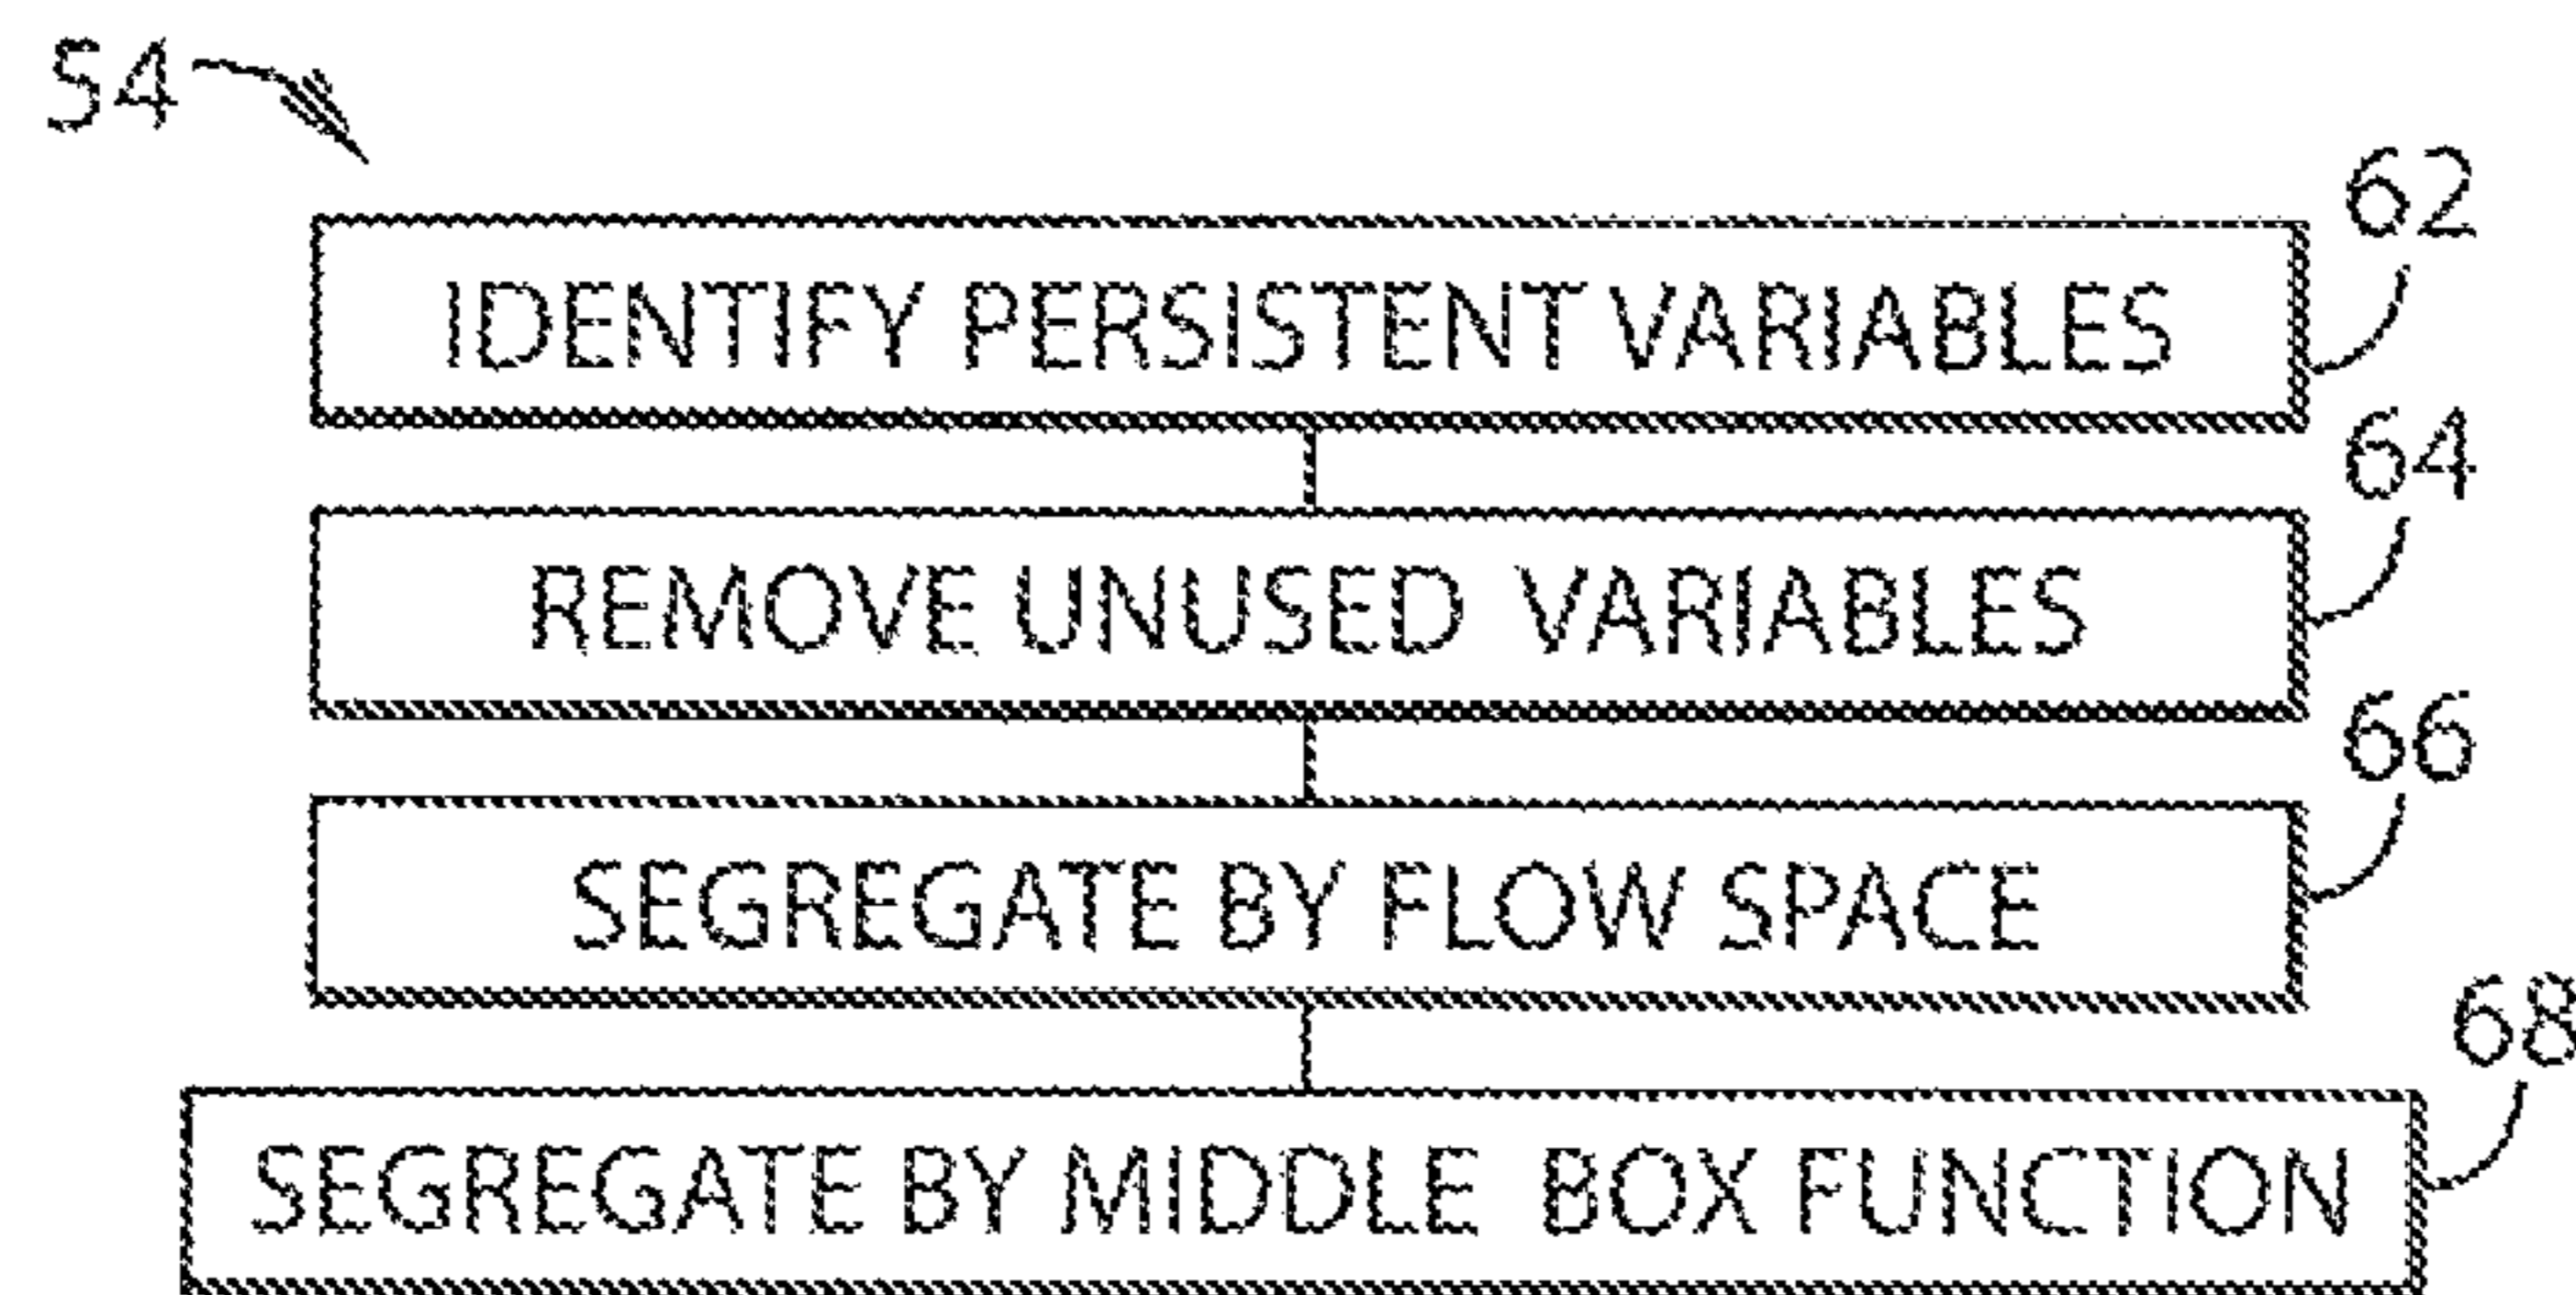 54
62
IDENTIFY PERSISTENT VARIABLES
64
REMOVE UNUSED VARIABLES
66
SEGREGATE BY FLOW SPACE
68
SEGREGATE BY MIDDLE BOX FUNCTION